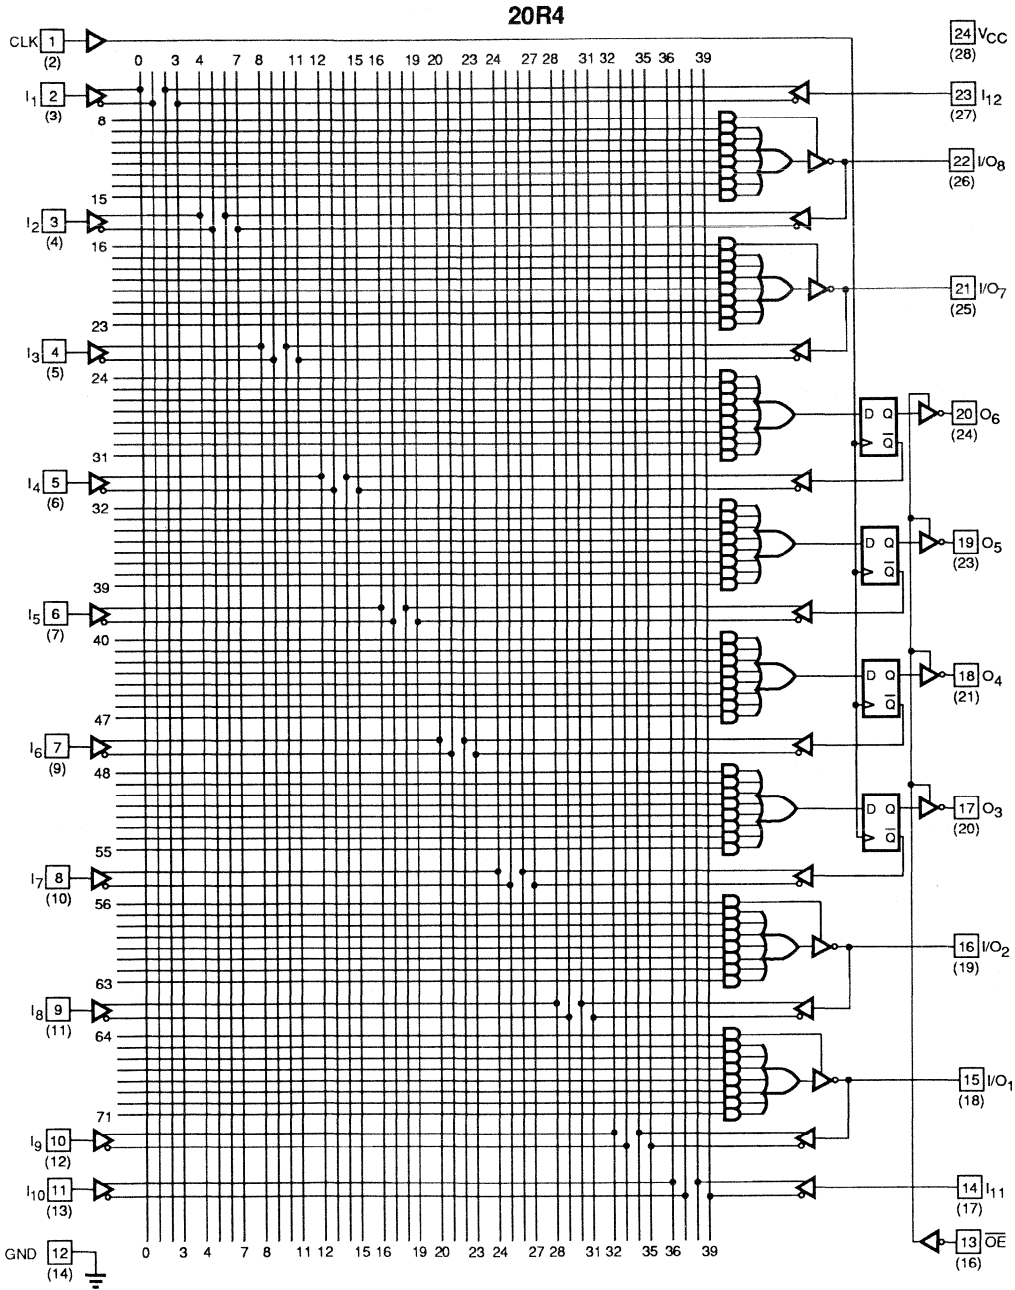 20R4
CLK 1 (2)
24 VCC (28)
0 3 4 7 8 11 12 15 16 19 20 23 24 27 28 31 32 35 36 39
I1 2 (3)
23 I12 (27)
8
22 I/O8 (26)
15
I2 3 (4)
16
21 I/O7 (25)
23
I3 4 (5)
24
D Q Q̅
20 O6 (24)
31
I4 5 (6)
32
D Q Q̅
19 O5 (23)
39
I5 6 (7)
40
D Q Q̅
18 O4 (21)
47
I6 7 (9)
48
D Q Q̅
17 O3 (20)
55
I7 8 (10)
56
16 I/O2 (19)
63
I8 9 (11)
64
15 I/O1 (18)
71
I9 10 (12)
I10 11 (13)
14 I11 (17)
0 3 4 7 8 11 12 15 16 19 20 23 24 27 28 31 32 35 36 39
GND 12 (14)
13 O̅E̅ (16)